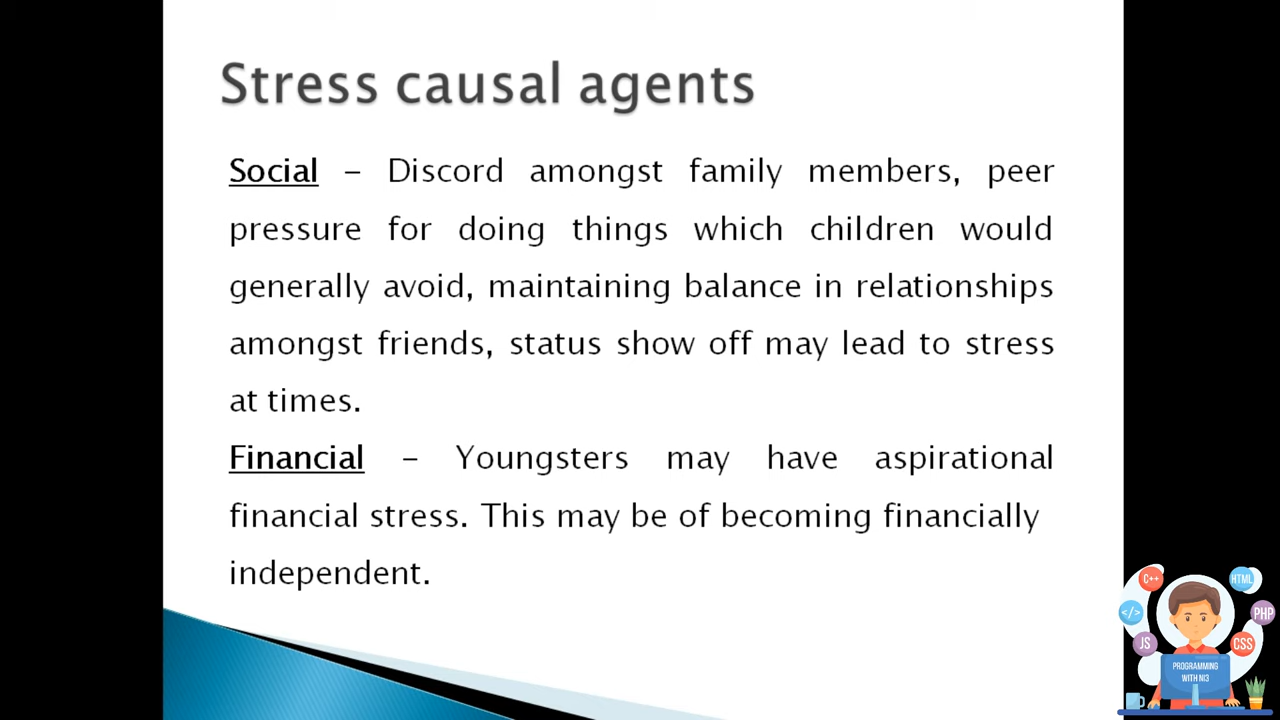 Stress causal agents
Social – Discord amongst family members, peer
pressure for doing things which children would
generally avoid, maintaining balance in relationships
amongst friends, status show off may lead to stress
at times.
Financial – Youngsters may have aspirational
financial stress. This may be of becoming financially
independent.
C++
HTML
</>
PHP
JS
CSS
PROGRAMMING
WITH NI3